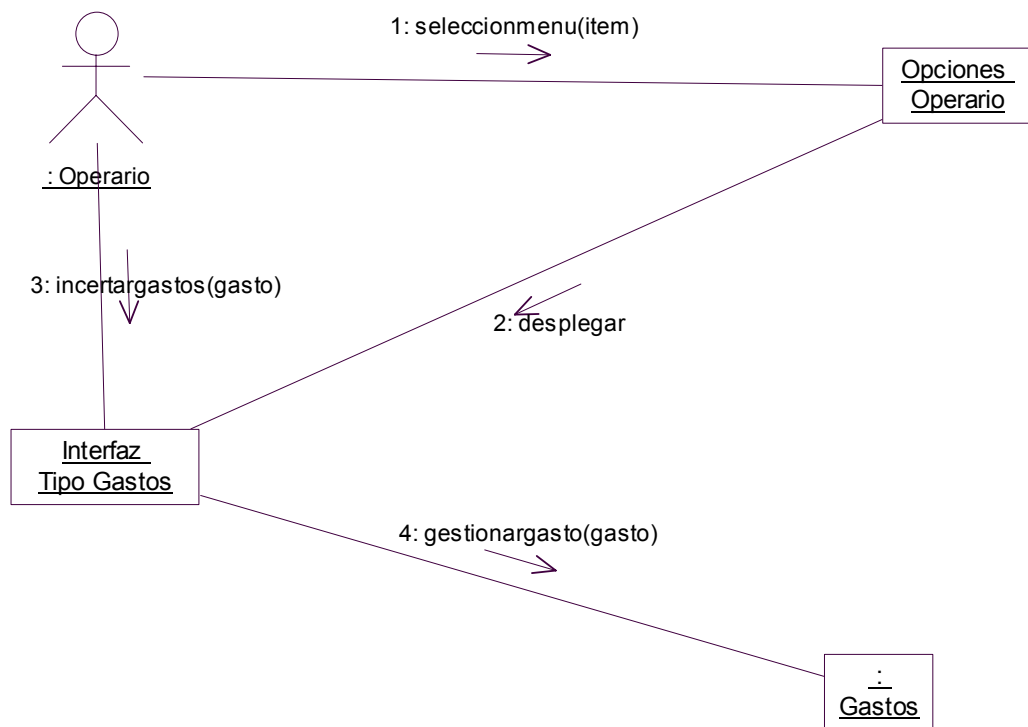 1: seleccionmenu(item)
Opciones
Operario
: Operario
3: incertargastos(gasto)
2: desplegar
Interfaz
Tipo Gastos
4: gestionargasto(gasto)
:
Gastos